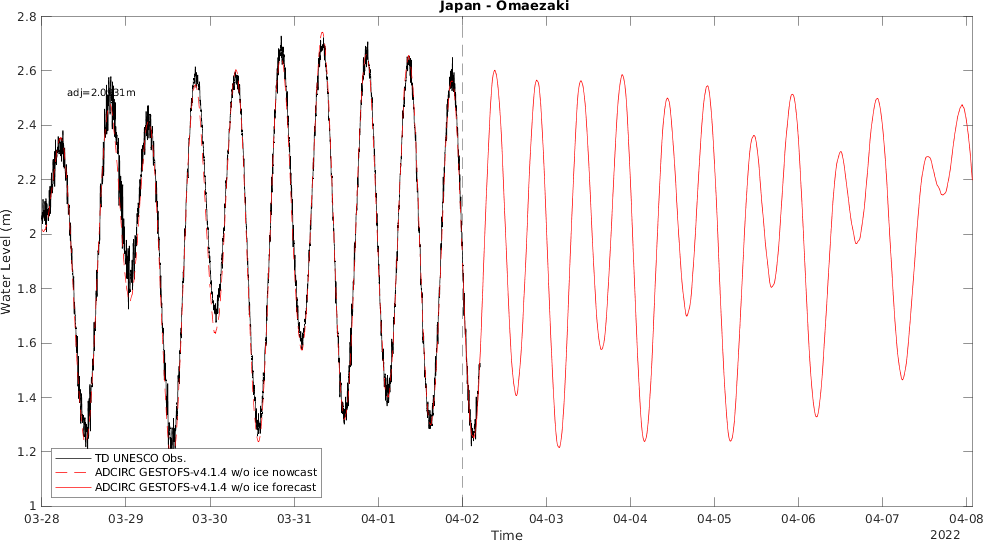 Japan - Omaezaki
2.8
2.6
2.4
2.2
2
1.8
1.6
1.4
1.2
1
Water Level (m)
TD UNESCO Obs.
ADCIRC GESTOFS-v4.1.4 w/o ice nowcast
ADCIRC GESTOFS-v4.1.4 w/o ice forecast
03-28 03-29 03-30 03-31 04-01 04-02 04-03 04-04 04-05 04-06 04-07 04-08
Time
2022